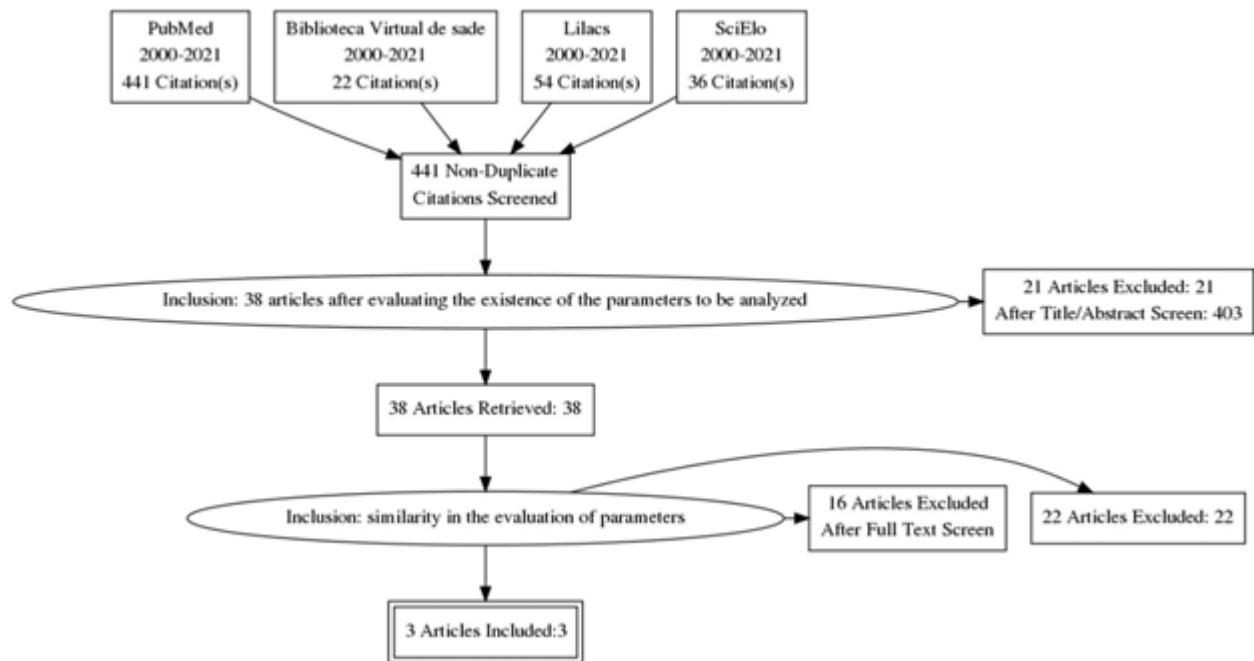 PubMed
2000-2021
441 Citation(s)
Biblioteca Virtual de sade
2000-2021
22 Citation(s)
Lilacs
2000-2021
54 Citation(s)
SciElo
2000-2021
36 Citation(s)
441 Non-Duplicate
Citations Screened
Inclusion: 38 articles after evaluating the existence of the parameters to be analyzed
21 Articles Excluded: 21
After Title/Abstract Screen: 403
38 Articles Retrieved: 38
Inclusion: similarity in the evaluation of parameters
16 Articles Excluded
After Full Text Screen
22 Articles Excluded: 22
3 Articles Included:3